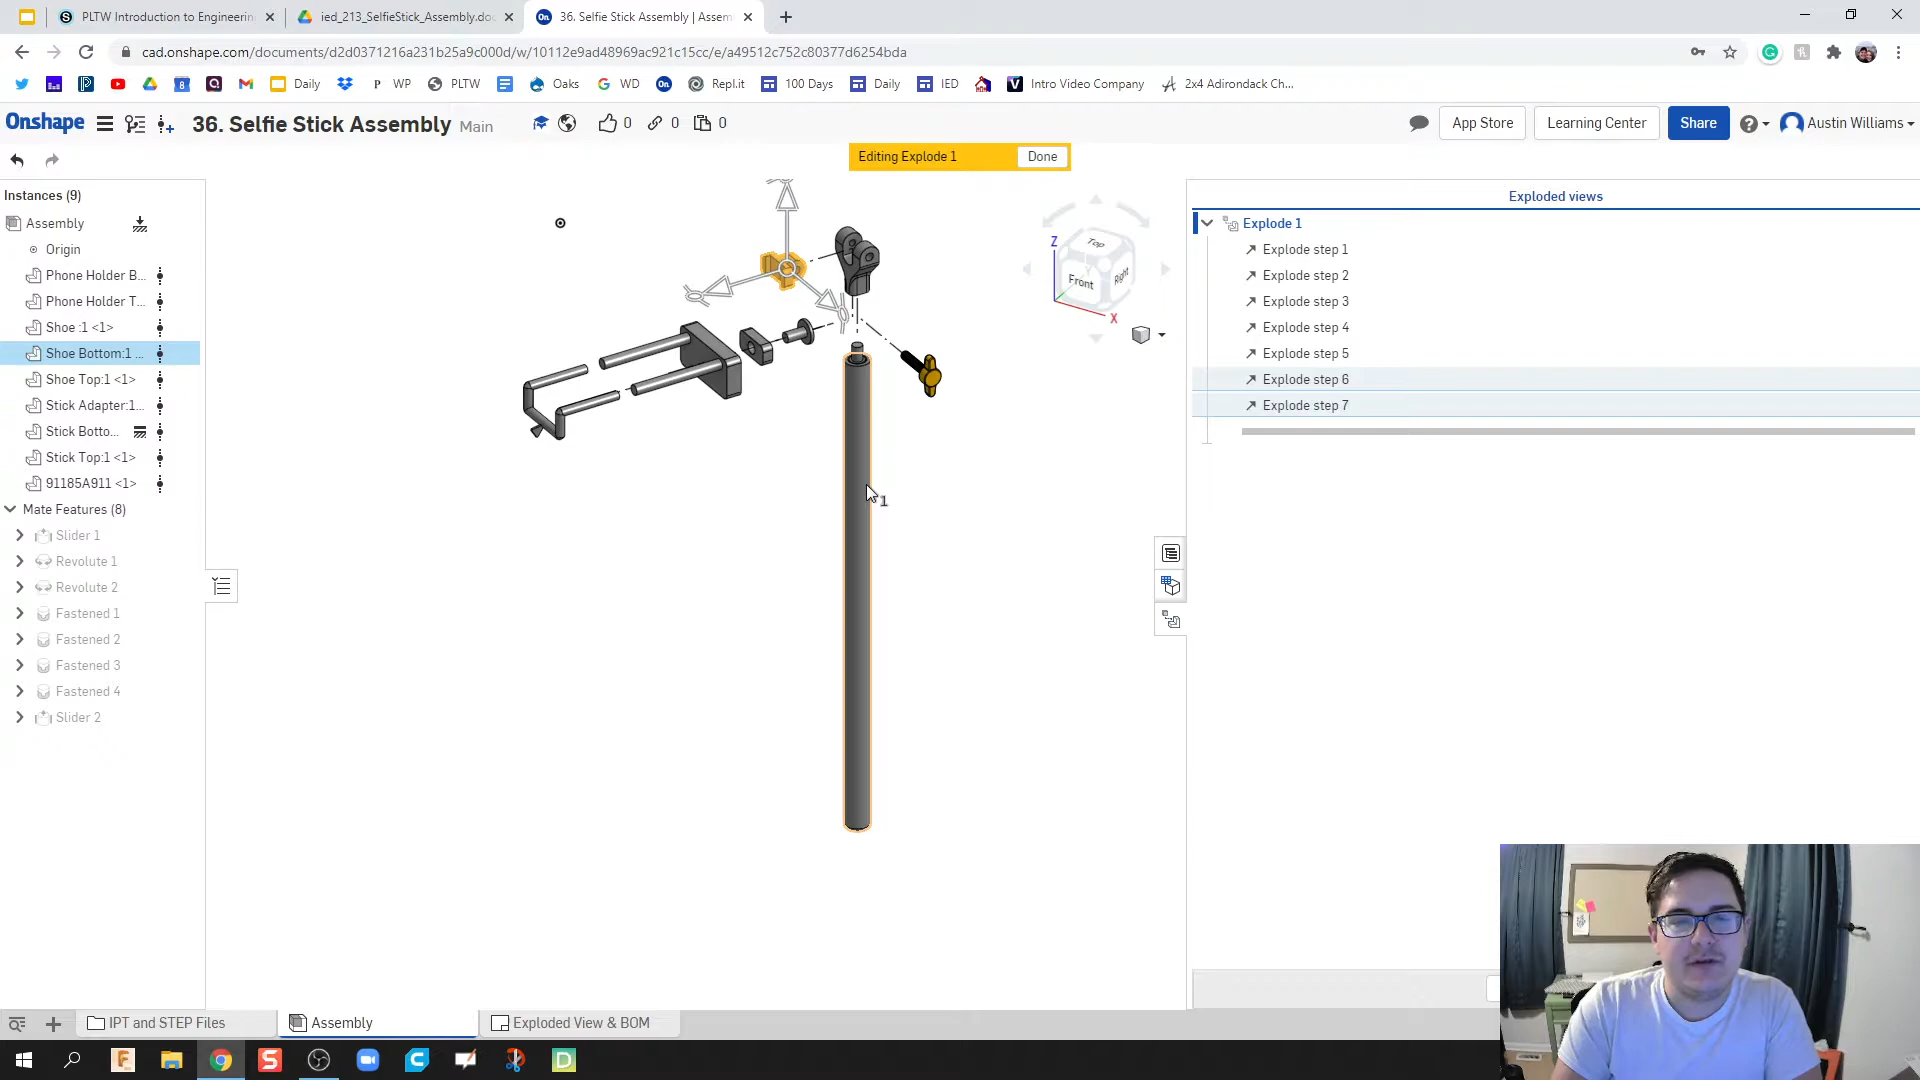 PLTW Introduction to Engineerin
ied_213_SelfieStick_Assembly.doc
36. Selfie Stick Assembly | Assem
cad.onshape.com/documents/d2d0371216a231b25a9c000d/w/10112e9ad48969ac921c15cc/e/a49512c752c80377d6254bda
Daily
P WP
PLTW
Oaks
WD
Repl.it
100 Days
Daily
IED
Intro Video Company
2x4 Adirondack Ch...
Onshape
36. Selfie Stick Assembly Main
0
0
0
App Store
Learning Center
Share
Austin Williams
Editing Explode 1
Done
Instances (9)
Assembly
Origin
Phone Holder B...
Phone Holder T...
Shoe :1 <1>
Shoe Bottom:1 ...
Shoe Top:1 <1>
Stick Adapter:1...
Stick Botto...
Stick Top:1 <1>
91185A911 <1>
Mate Features (8)
Slider 1
Revolute 1
Revolute 2
Fastened 1
Fastened 2
Fastened 3
Fastened 4
Slider 2
Z
Top
Front
Right
X
1
Exploded views
Explode 1
Explode step 1
Explode step 2
Explode step 3
Explode step 4
Explode step 5
Explode step 6
Explode step 7
IPT and STEP Files
Assembly
Exploded View & BOM